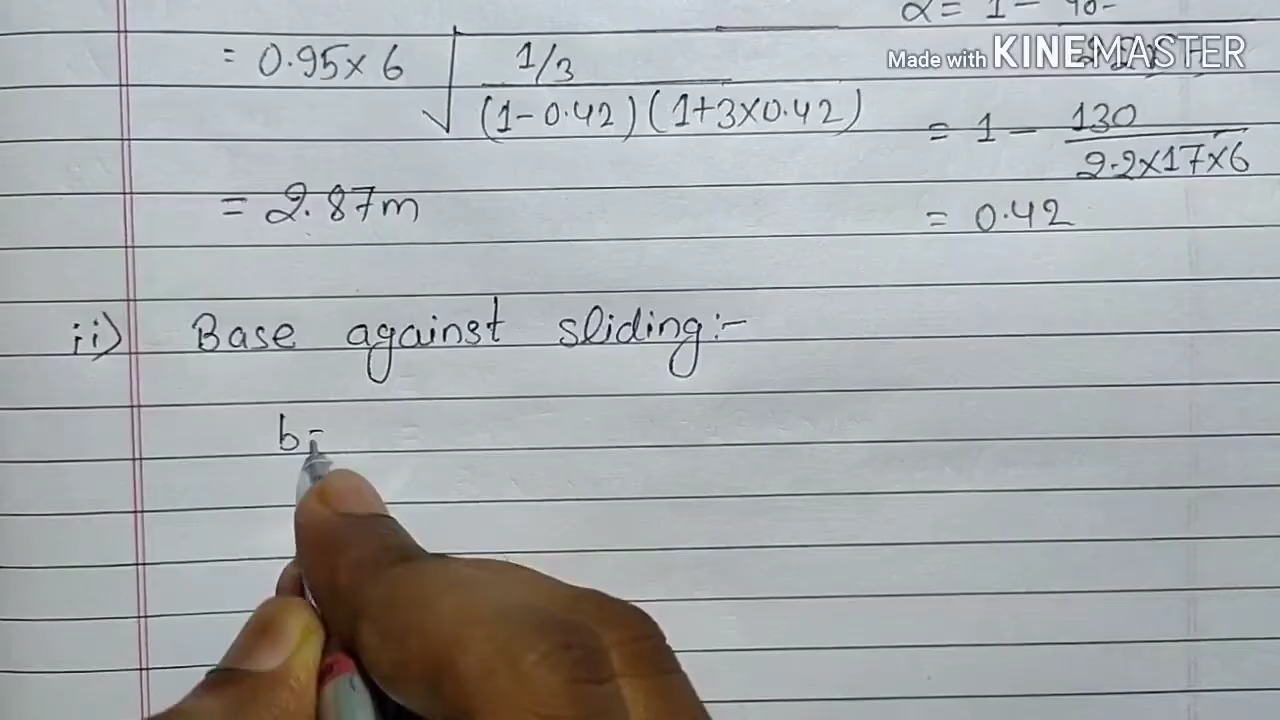 α = 1 -
= 0.95 × 6 √ 1/3 / (1-0.42)(1+3×0.42)
= 1 - 130 / 2.2×17×6
= 2.87m
= 0.42
ii) Base against sliding:-
b =
Made with KINEMASTER